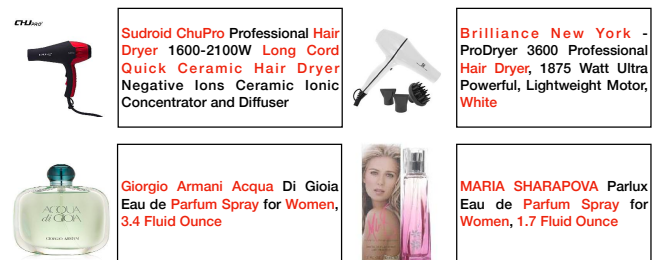 CHJPRO
Sudroid ChuPro Professional Hair
Dryer 1600-2100W Long Cord
Quick Ceramic Hair Dryer
Negative Ions Ceramic Ionic
Concentrator and Diffuser
Brilliance New York -
ProDryer 3600 Professional
Hair Dryer, 1875 Watt Ultra
Powerful, Lightweight Motor,
White
ACQUA
di GIOIA
GIORGIO ARMANI
Giorgio Armani Acqua Di Gioia
Eau de Parfum Spray for Women,
3.4 Fluid Ounce
MARIA SHARAPOVA Parlux
Eau de Parfum Spray for
Women, 1.7 Fluid Ounce